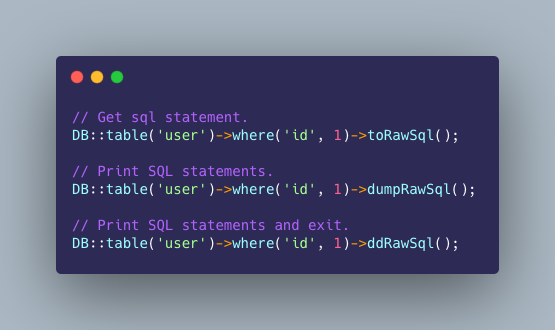 // Get sql statement.
DB::table('user')->where('id', 1)->toRawSql();
// Print SQL statements.
DB::table('user')->where('id', 1)->dumpRawSql();
// Print SQL statements and exit.
DB::table('user')->where('id', 1)->ddRawSql();